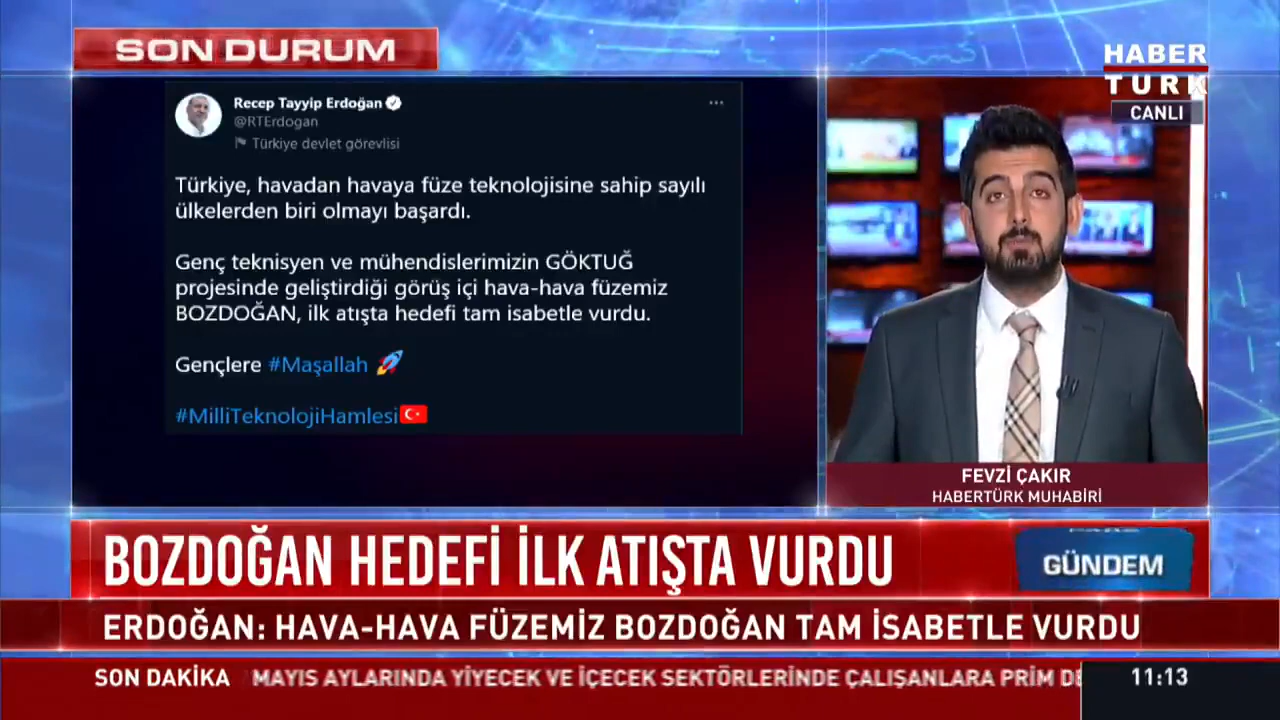 SON DURUM
HABER
TÜRK
CANLI
Recep Tayyip Erdoğan
@RTErdogan
Türkiye devlet görevlisi
Türkiye, havadan havaya füze teknolojisine sahip sayılı
ülkelerden biri olmayı başardı.
Genç teknisyen ve mühendislerimizin GÖKTUĞ
projesinde geliştirdiği görüş içi hava-hava füzemiz
BOZDOĞAN, ilk atışta hedefi tam isabetle vurdu.
Gençlere #Maşallah 🚀
#MilliTeknolojiHamlesi🇹🇷
FEVZİ ÇAKIR
HABERTÜRK MUHABİRİ
BOZDOĞAN HEDEFİ İLK ATIŞTA VURDU
GÜNDEM
ERDOĞAN: HAVA-HAVA FÜZEMİZ BOZDOĞAN TAM İSABETLE VURDU
SON DAKİKA MAYIS AYLARINDA YİYECEK VE İÇECEK SEKTÖRLERİNDE ÇALIŞANLARA PRİM
11:13